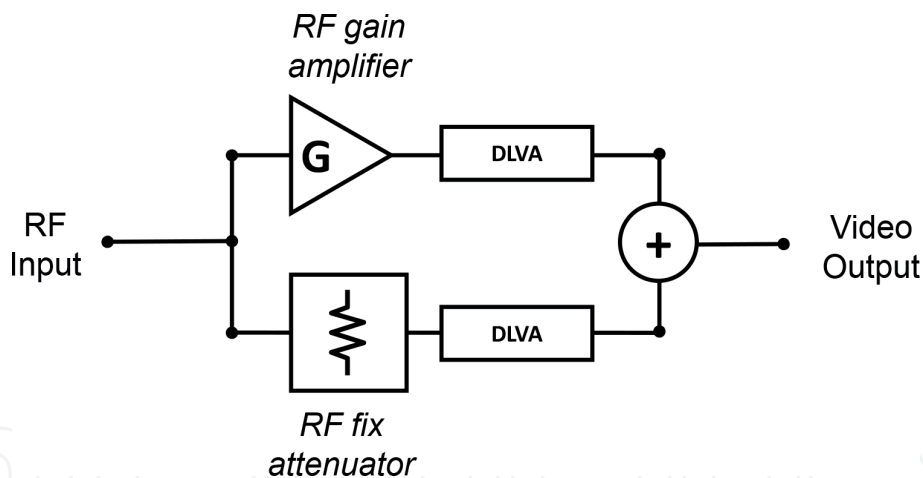 RF gain
amplifier
G
DLVA
RF
Input
+
Video
Output
DLVA
RF fix
attenuator